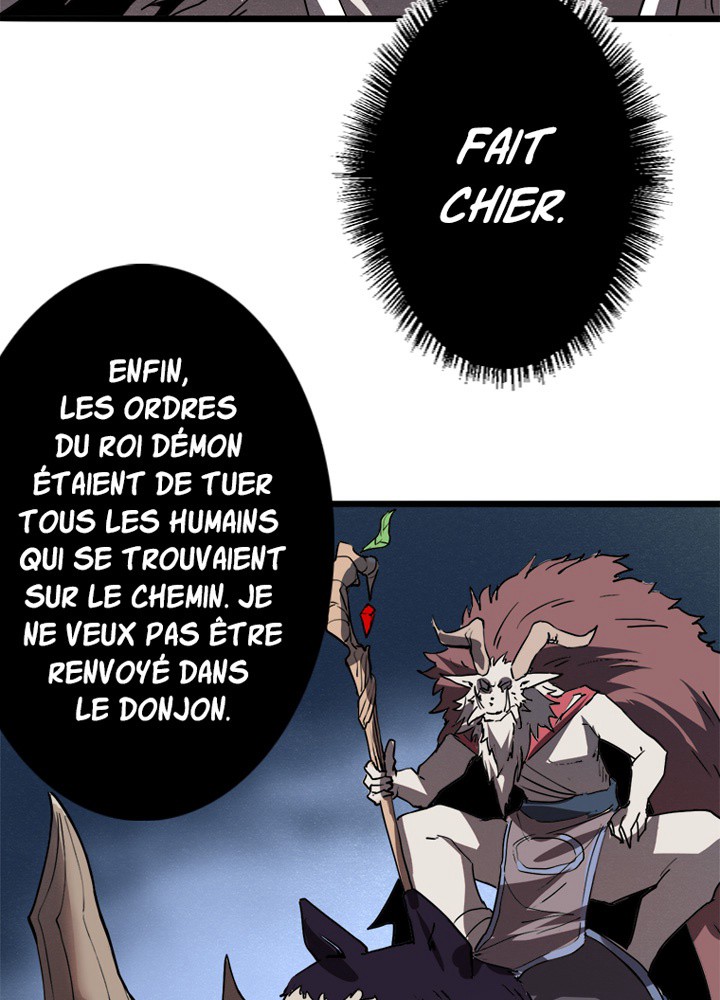 FAIT
CHIER.
ENFIN,
LES ORDRES
DU ROI DÉMON
ÉTAIENT DE TUER
TOUS LES HUMAINS
QUI SE TROUVAIENT
SUR LE CHEMIN. JE
NE VEUX PAS ÊTRE
RENVOYÉ DANS
LE DONJON.